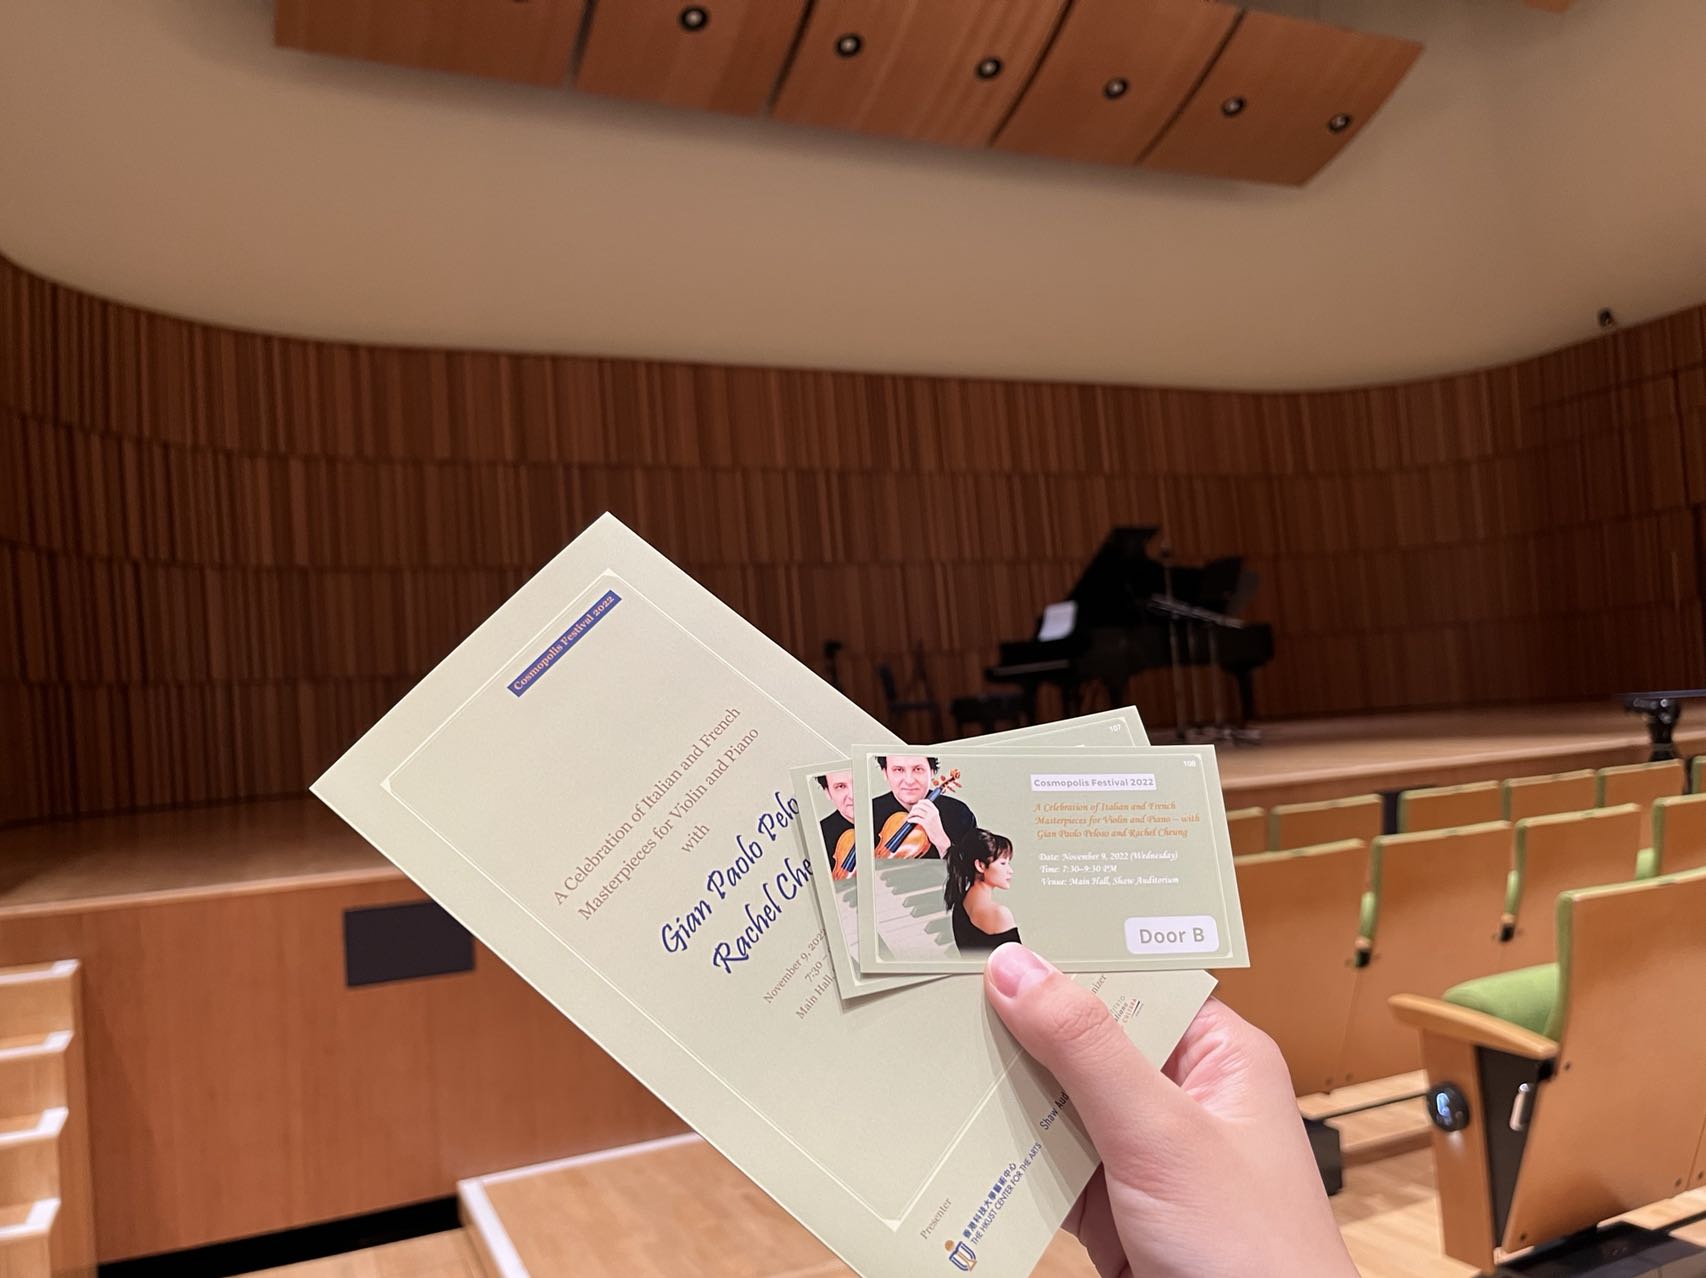 Cosmopolis Festival 2022
A Celebration of Italian and French
Masterpieces for Violin and Piano
with
Gian Paolo
Rachel
November 9, 2022
7:30
Main Hall,
Presenter
香港科技大學藝術中心
THE HKUST CENTER FOR THE ARTS
Shaw
107
108
Cosmopolis Festival 2022
A Celebration of Italian and French
Masterpieces for Violin and Piano – with
Gian Paolo Peloso and Rachel Cheung
Date: November 9, 2022 (Wednesday)
Time: 7:30–9:30 PM
Venue: Main Hall, Shaw Auditorium
Door B